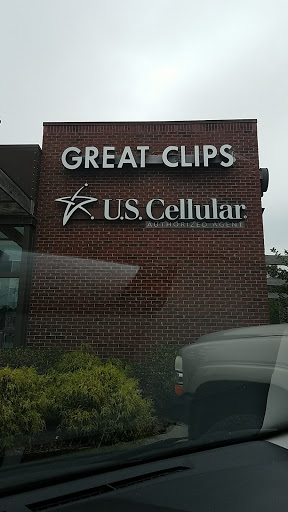 GREAT CLIPS
U.S. Cellular.
AUTHORIZED AGENT